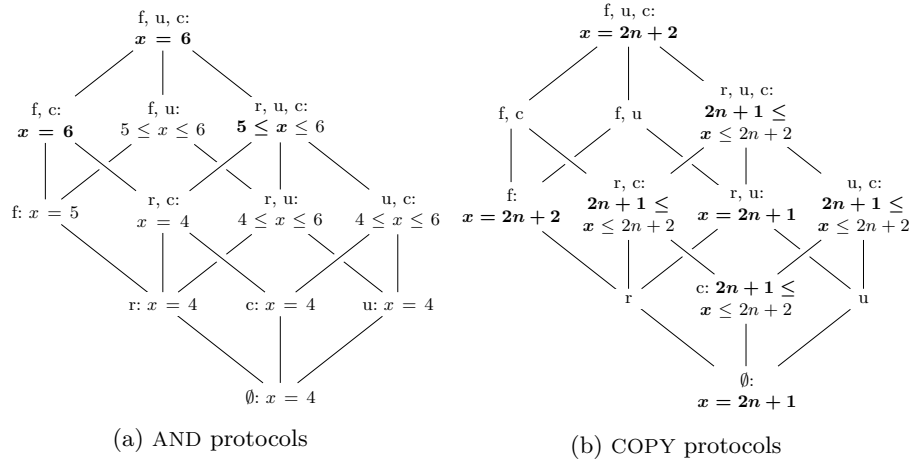 f, u, c:
x = 6
f, c:
x = 6
f, u:
5 ≤ x ≤ 6
r, u, c:
5 ≤ x ≤ 6
f: x = 5
r, c:
x = 4
r, u:
4 ≤ x ≤ 6
u, c:
4 ≤ x ≤ 6
r: x = 4
c: x = 4
u: x = 4
∅: x = 4
(a) AND protocols
f, u, c:
x = 2n + 2
f, c
f, u
r, u, c:
2n + 1 ≤
x ≤ 2n + 2
f:
x = 2n + 2
r, c:
2n + 1 ≤
x ≤ 2n + 2
r, u:
x = 2n + 1
u, c:
2n + 1 ≤
x ≤ 2n + 2
r
c: 2n + 1 ≤
x ≤ 2n + 2
u
∅:
x = 2n + 1
(b) COPY protocols